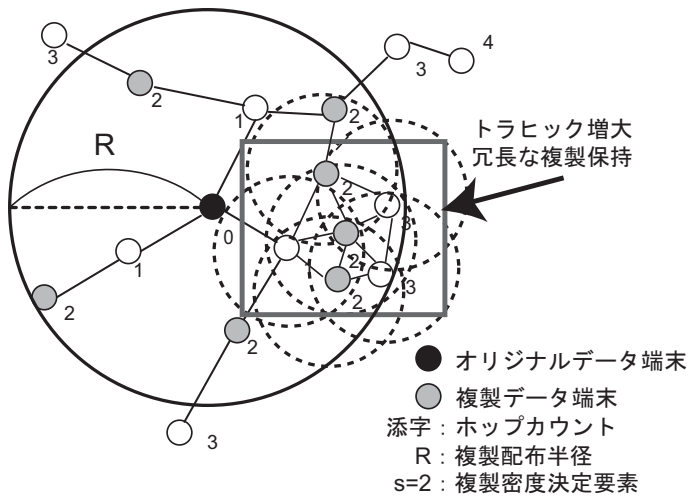 3
4
3
2
1
2
R
トラヒック増大
冗長な複製保持
2
0
3
1
2
2
3
2
2
3
オリジナルデータ端末
複製データ端末
添字：ホップカウント
R：複製配布半径
s=2：複製密度決定要素